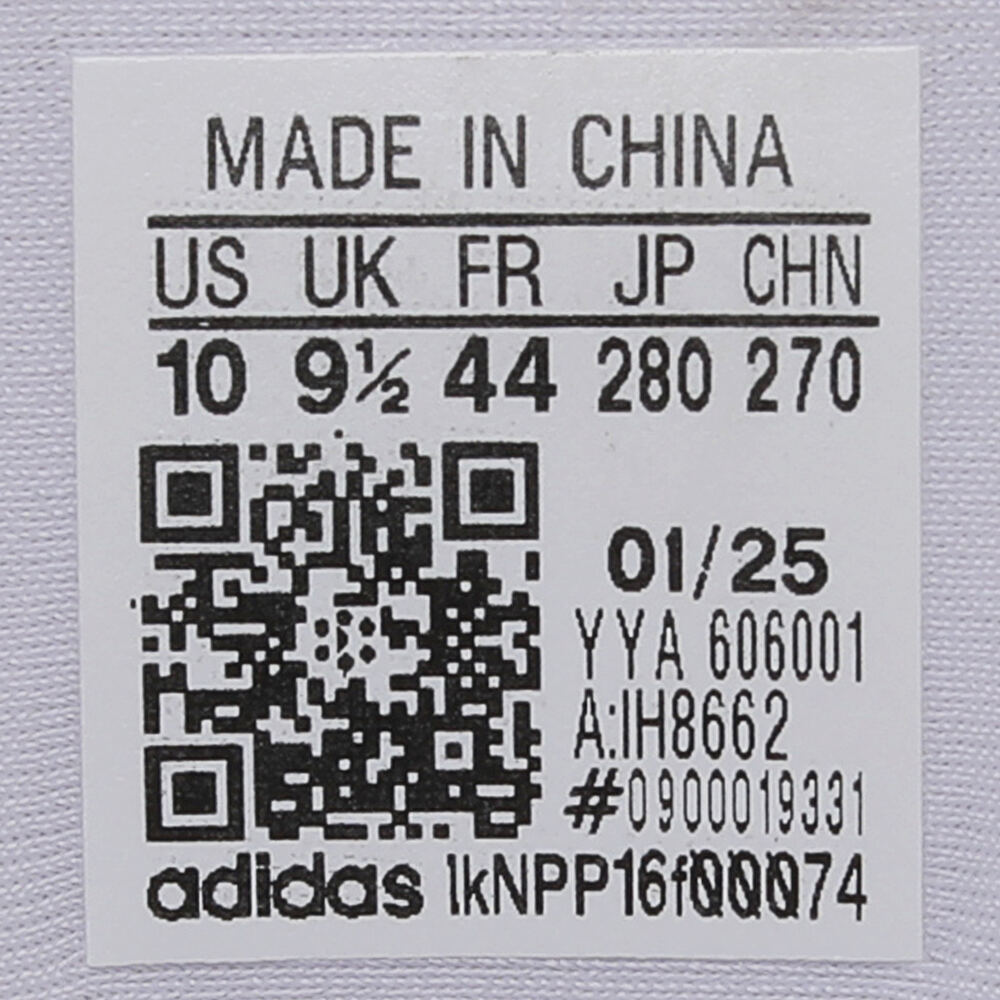 MADE IN CHINA
US UK FR JP CHN
10 9½ 44 280 270
01/25
YYA 606001
A:IH8662
#0900019331
adidas lkNPP16f00074